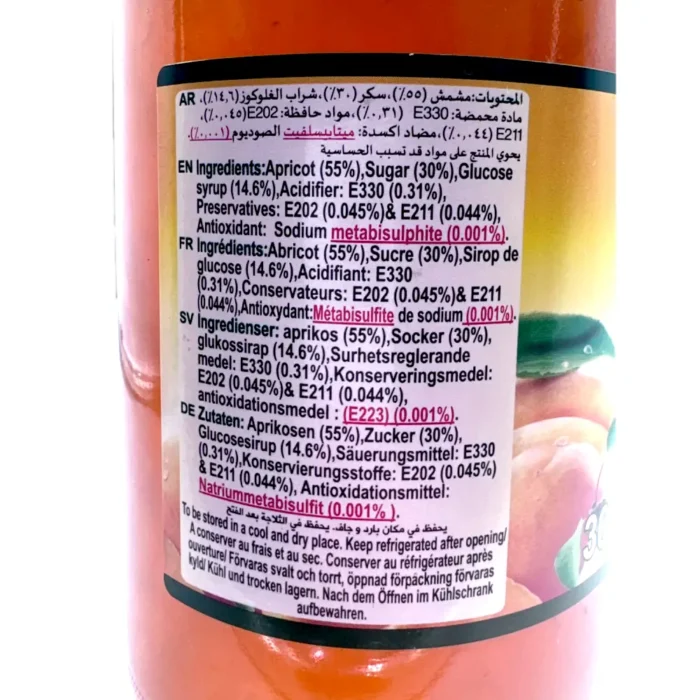 AR المحتويات:مشمش (٥٥٪)،سكر (٣٠٪)،شراب الغلوكوز(١٤,٦٪)،
مادة محمضة: E330 (٠,٣١٪)،مواد حافظة: E202(٠,٠٤٥٪)،
E211 (٠,٠٤٤٪)، مضاد اكسدة: ميتابيسلفيت الصوديوم (٠,٠٠١٪).
يحوي المنتج على مواد قد تسبب الحساسية
EN Ingredients:Apricot (55%),Sugar (30%),Glucose
syrup (14.6%),Acidifier: E330 (0.31%),
Preservatives: E202 (0.045%)& E211 (0.044%),
Antioxidant: Sodium metabisulphite (0.001%).
FR Ingrédients:Abricot (55%),Sucre (30%),Sirop de
glucose (14.6%),Acidifiant: E330
(0.31%),Conservateurs: E202 (0.045%)& E211
(0.044%),Antioxydant:Métabisulfite de sodium (0.001%).
SV Ingredienser: aprikos (55%),Socker (30%),
glukossirap (14.6%),Surhetsreglerande
medel: E330 (0.31%),Konserveringsmedel:
E202 (0.045%)& E211 (0.044%),
antioxidationsmedel : (E223) (0.001%).
DE Zutaten: Aprikosen (55%),Zucker (30%),
Glucosesirup (14.6%),Säuerungsmittel: E330
(0.31%),Konservierungsstoffe: E202 (0.045%)
& E211 (0.044%), Antioxidationsmittel:
Natriummetabisulfit (0.001% ).
يحفظ في مكان بارد و جاف، يحفظ في الثلاجة بعد الفتح
To be stored in a cool and dry place. Keep refrigerated after opening/
A conserver au frais et au sec. Conserver au réfrigérateur après
ouverture/ Förvaras svalt och torrt, öppnad förpackning förvaras
kyld/ Kühl und trocken lagern. Nach dem Öffnen im Kühlschrank
aufbewahren.